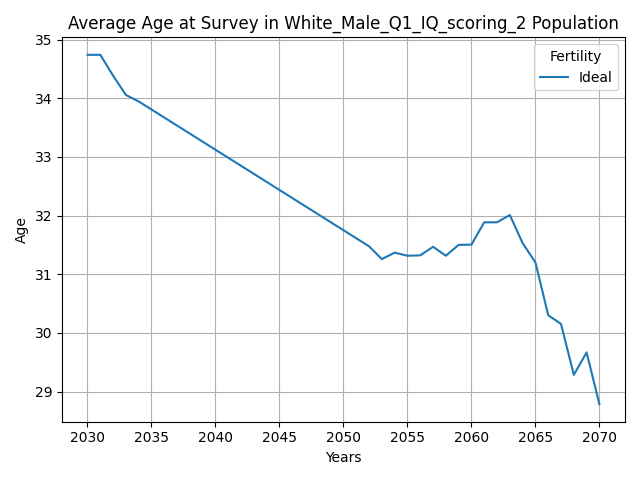 Average Age at Survey in White_Male_Q1_IQ_scoring_2 Population
35
34
33
32
31
30
29
Age
Fertility
Ideal
2030 2035 2040 2045 2050 2055 2060 2065 2070
Years